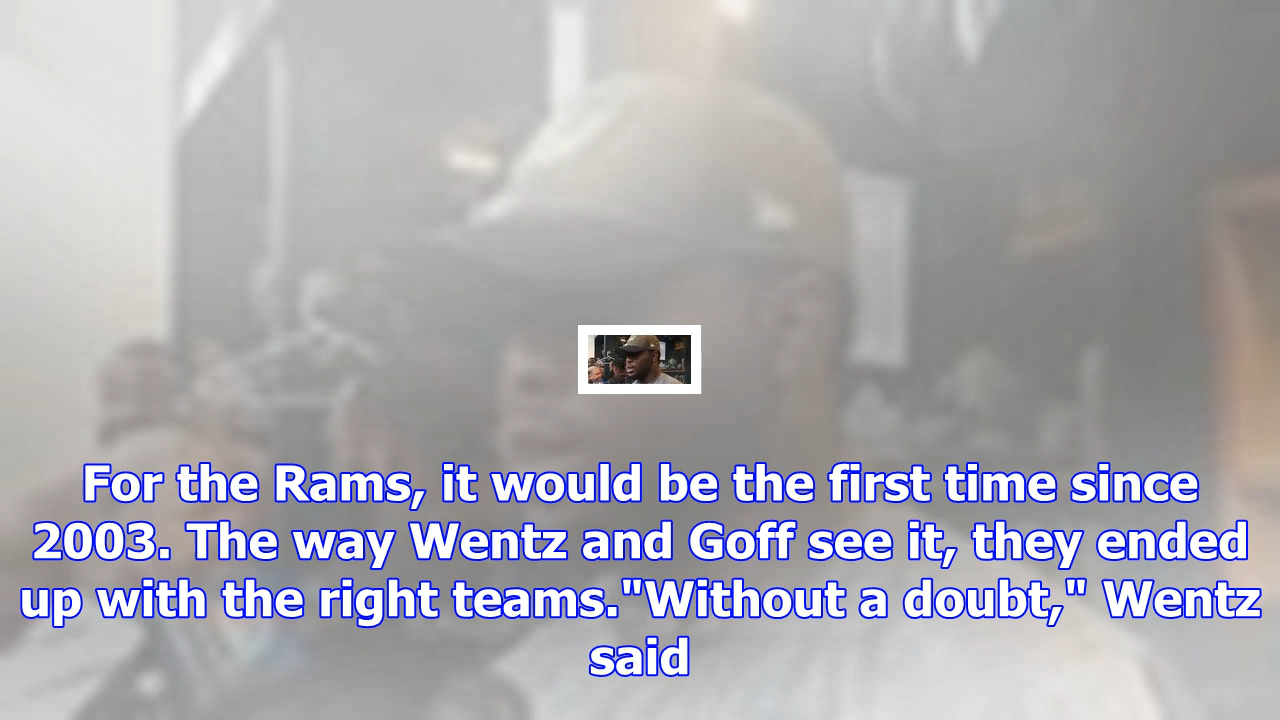 For the Rams, it would be the first time since
2003. The way Wentz and Goff see it, they ended
up with the right teams."Without a doubt," Wentz
said